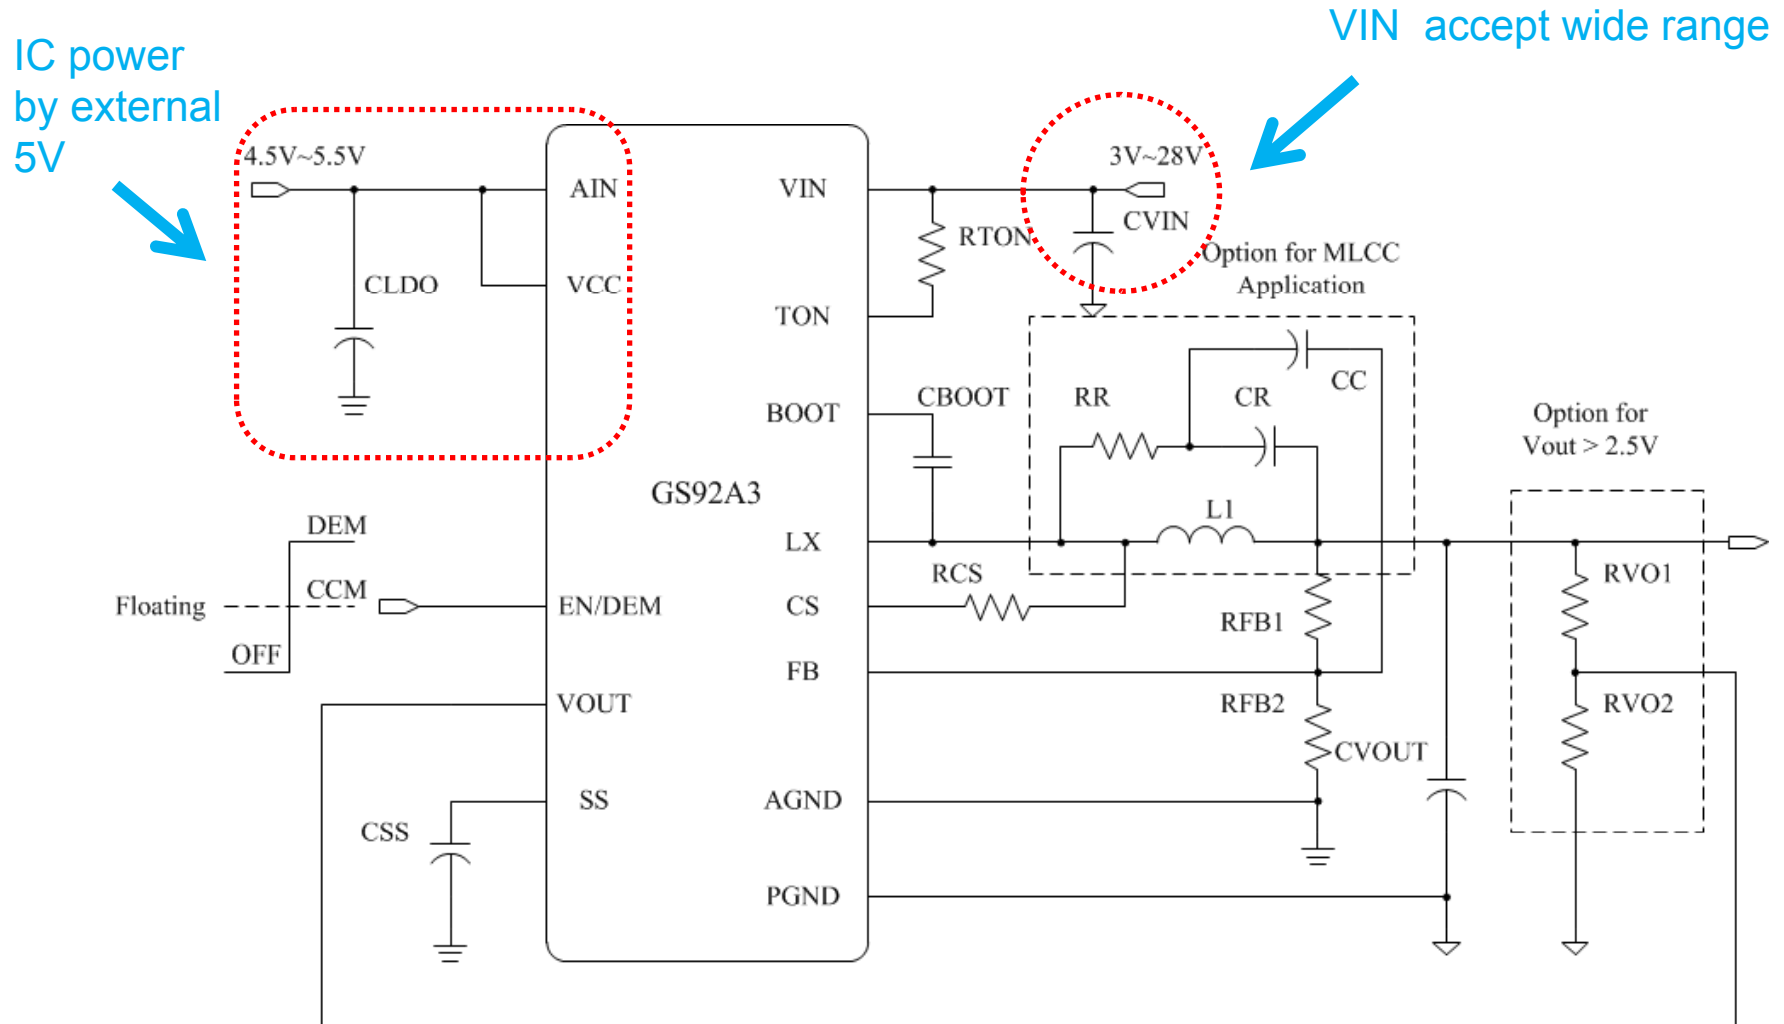 VIN  accept wide range
IC power
by external
5V
4.5V~5.5V
3V~28V
AIN
VIN
CVIN
RTON
Option for MLCC
Application
CLDO
VCC
TON
CC
CBOOT
RR
CR
BOOT
Option for
Vout > 2.5V
GS92A3
L1
DEM
LX
RCS
RVO1
CCM
Floating
EN/DEM
CS
RFB1
OFF
FB
VOUT
RFB2
RVO2
CVOUT
SS
AGND
CSS
PGND